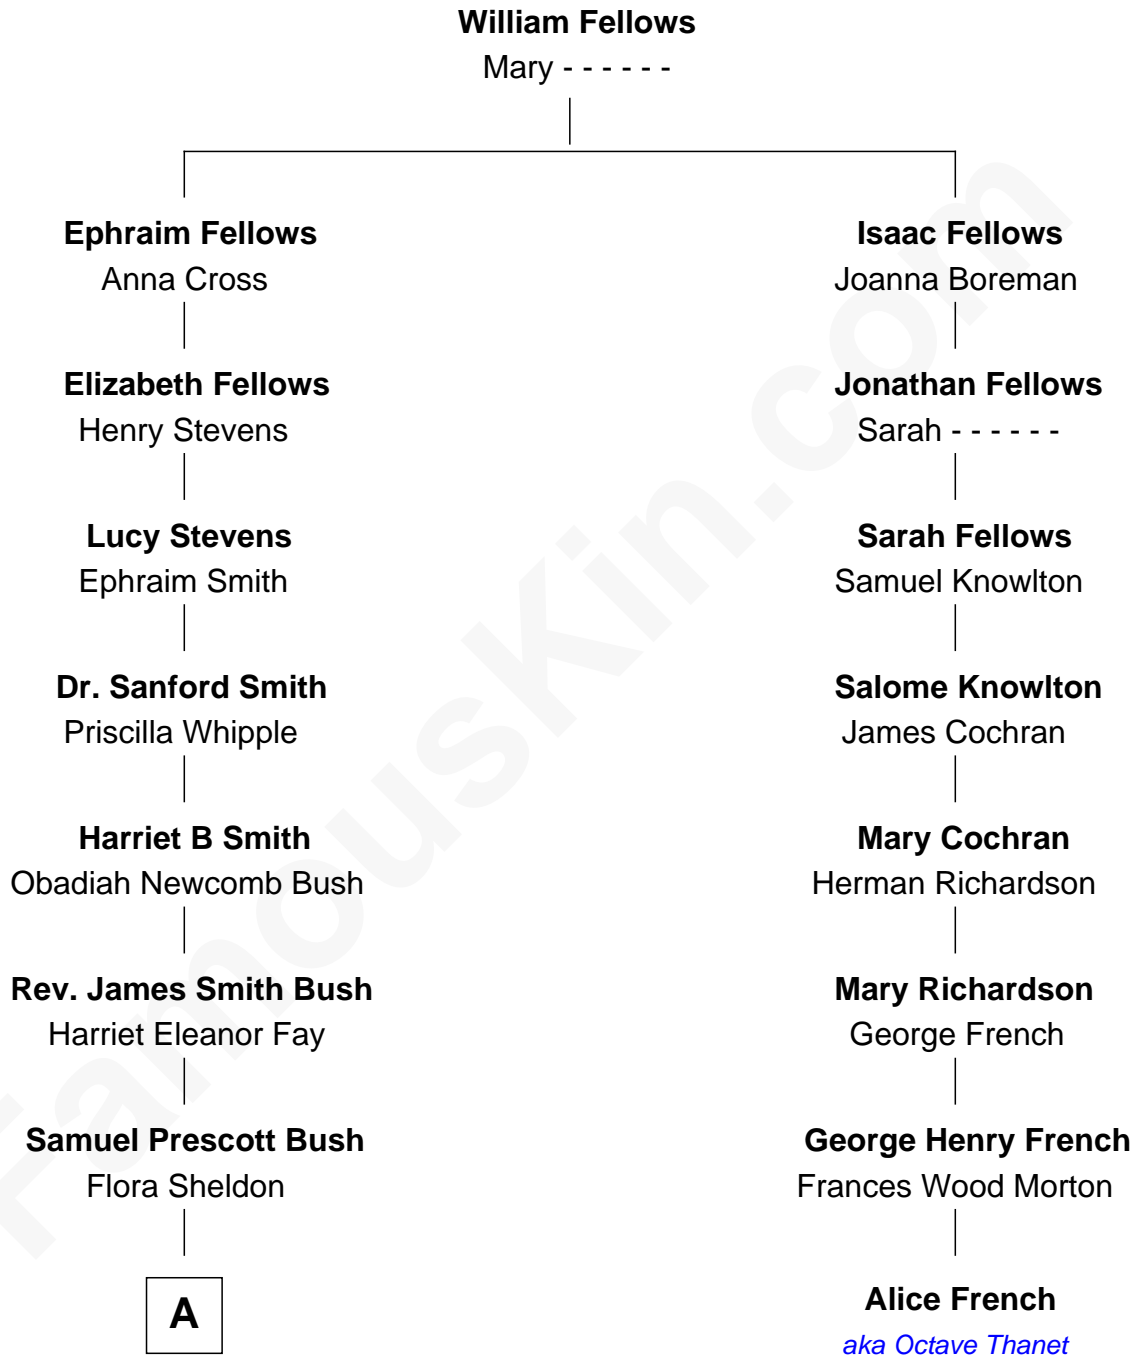 William Fellows
Mary - - - - - -
Ephraim Fellows
Anna Cross
Isaac Fellows
Joanna Boreman
Elizabeth Fellows
Henry Stevens
Jonathan Fellows
Sarah - - - - - -
Lucy Stevens
Ephraim Smith
Sarah Fellows
Samuel Knowlton
Dr. Sanford Smith
Priscilla Whipple
Salome Knowlton
James Cochran
Harriet B Smith
Obadiah Newcomb Bush
Mary Cochran
Herman Richardson
Rev. James Smith Bush
Harriet Eleanor Fay
Mary Richardson
George French
Samuel Prescott Bush
Flora Sheldon
George Henry French
Frances Wood Morton
A
Alice French
aka Octave Thanet
FamousKin.com